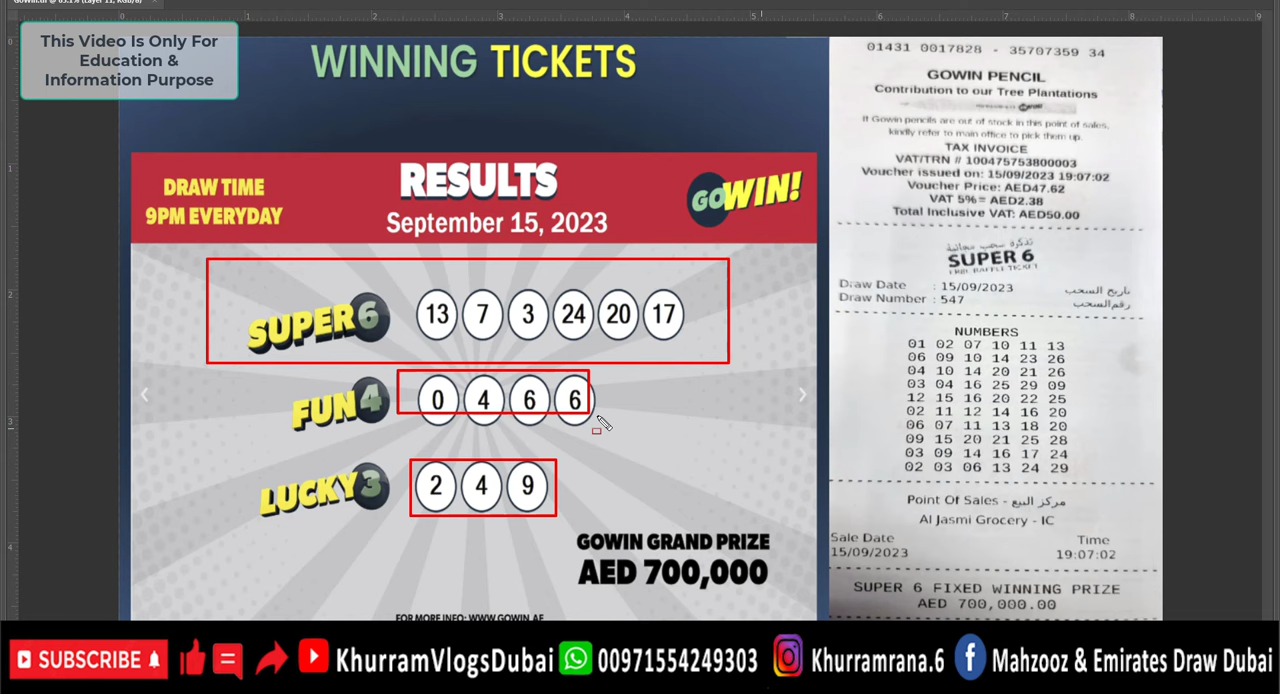 GoWin.tif @ 65.1% (Layer 11, RGB/8)
This Video Is Only For
Education &
Information Purpose
WINNING TICKETS
DRAW TIME
9PM EVERYDAY
RESULTS
September 15, 2023
GO WIN!
SUPER6 13 7 3 24 20 17
FUN4 0 4 6 6
LUCKY3 2 4 9
GOWIN GRAND PRIZE
AED 700,000
FOR MORE INFO: WWW.GOWIN.AE
01431 0017828 - 35707359 34
GOWIN PENCIL
Contribution to our Tree Plantations
If Gowin pencils are out of stock in this point of sales,
kindly refer to main office to pick them up.
TAX INVOICE
VAT/TRN # 100475753800003
Voucher issued on: 15/09/2023 19:07:02
Voucher Price: AED47.62
VAT 5%= AED2.38
Total Inclusive VAT: AED50.00
تذكرة سحب مجانية
SUPER 6
FREE RAFFLE TICKET
Draw Date : 15/09/2023 تاريخ السحب
Draw Number : 547 رقم السحب
NUMBERS
01 02 07 10 11 13
06 09 10 14 23 26
04 10 14 20 21 26
03 04 16 25 29 09
12 15 16 20 22 25
02 11 12 14 16 20
06 07 11 13 18 20
09 15 20 21 25 28
03 09 14 16 17 24
02 03 06 13 24 29
Point Of Sales - مركز البيع
Al Jasmi Grocery - IC
Sale Date Time
15/09/2023 19:07:02
SUPER 6 FIXED WINNING PRIZE
AED 700,000.00
SUBSCRIBE KhurramVlogsDubai 00971554249303 Khurramrana.6 Mahzooz & Emirates Draw Dubai